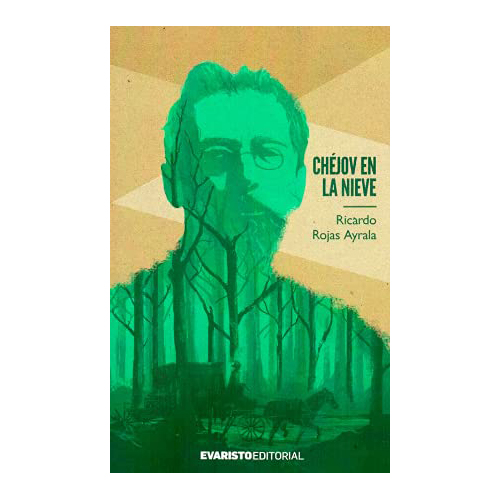 CHÉJOV EN
LA NIEVE
Ricardo
Rojas Ayrala
EVARISTOEDITORIAL